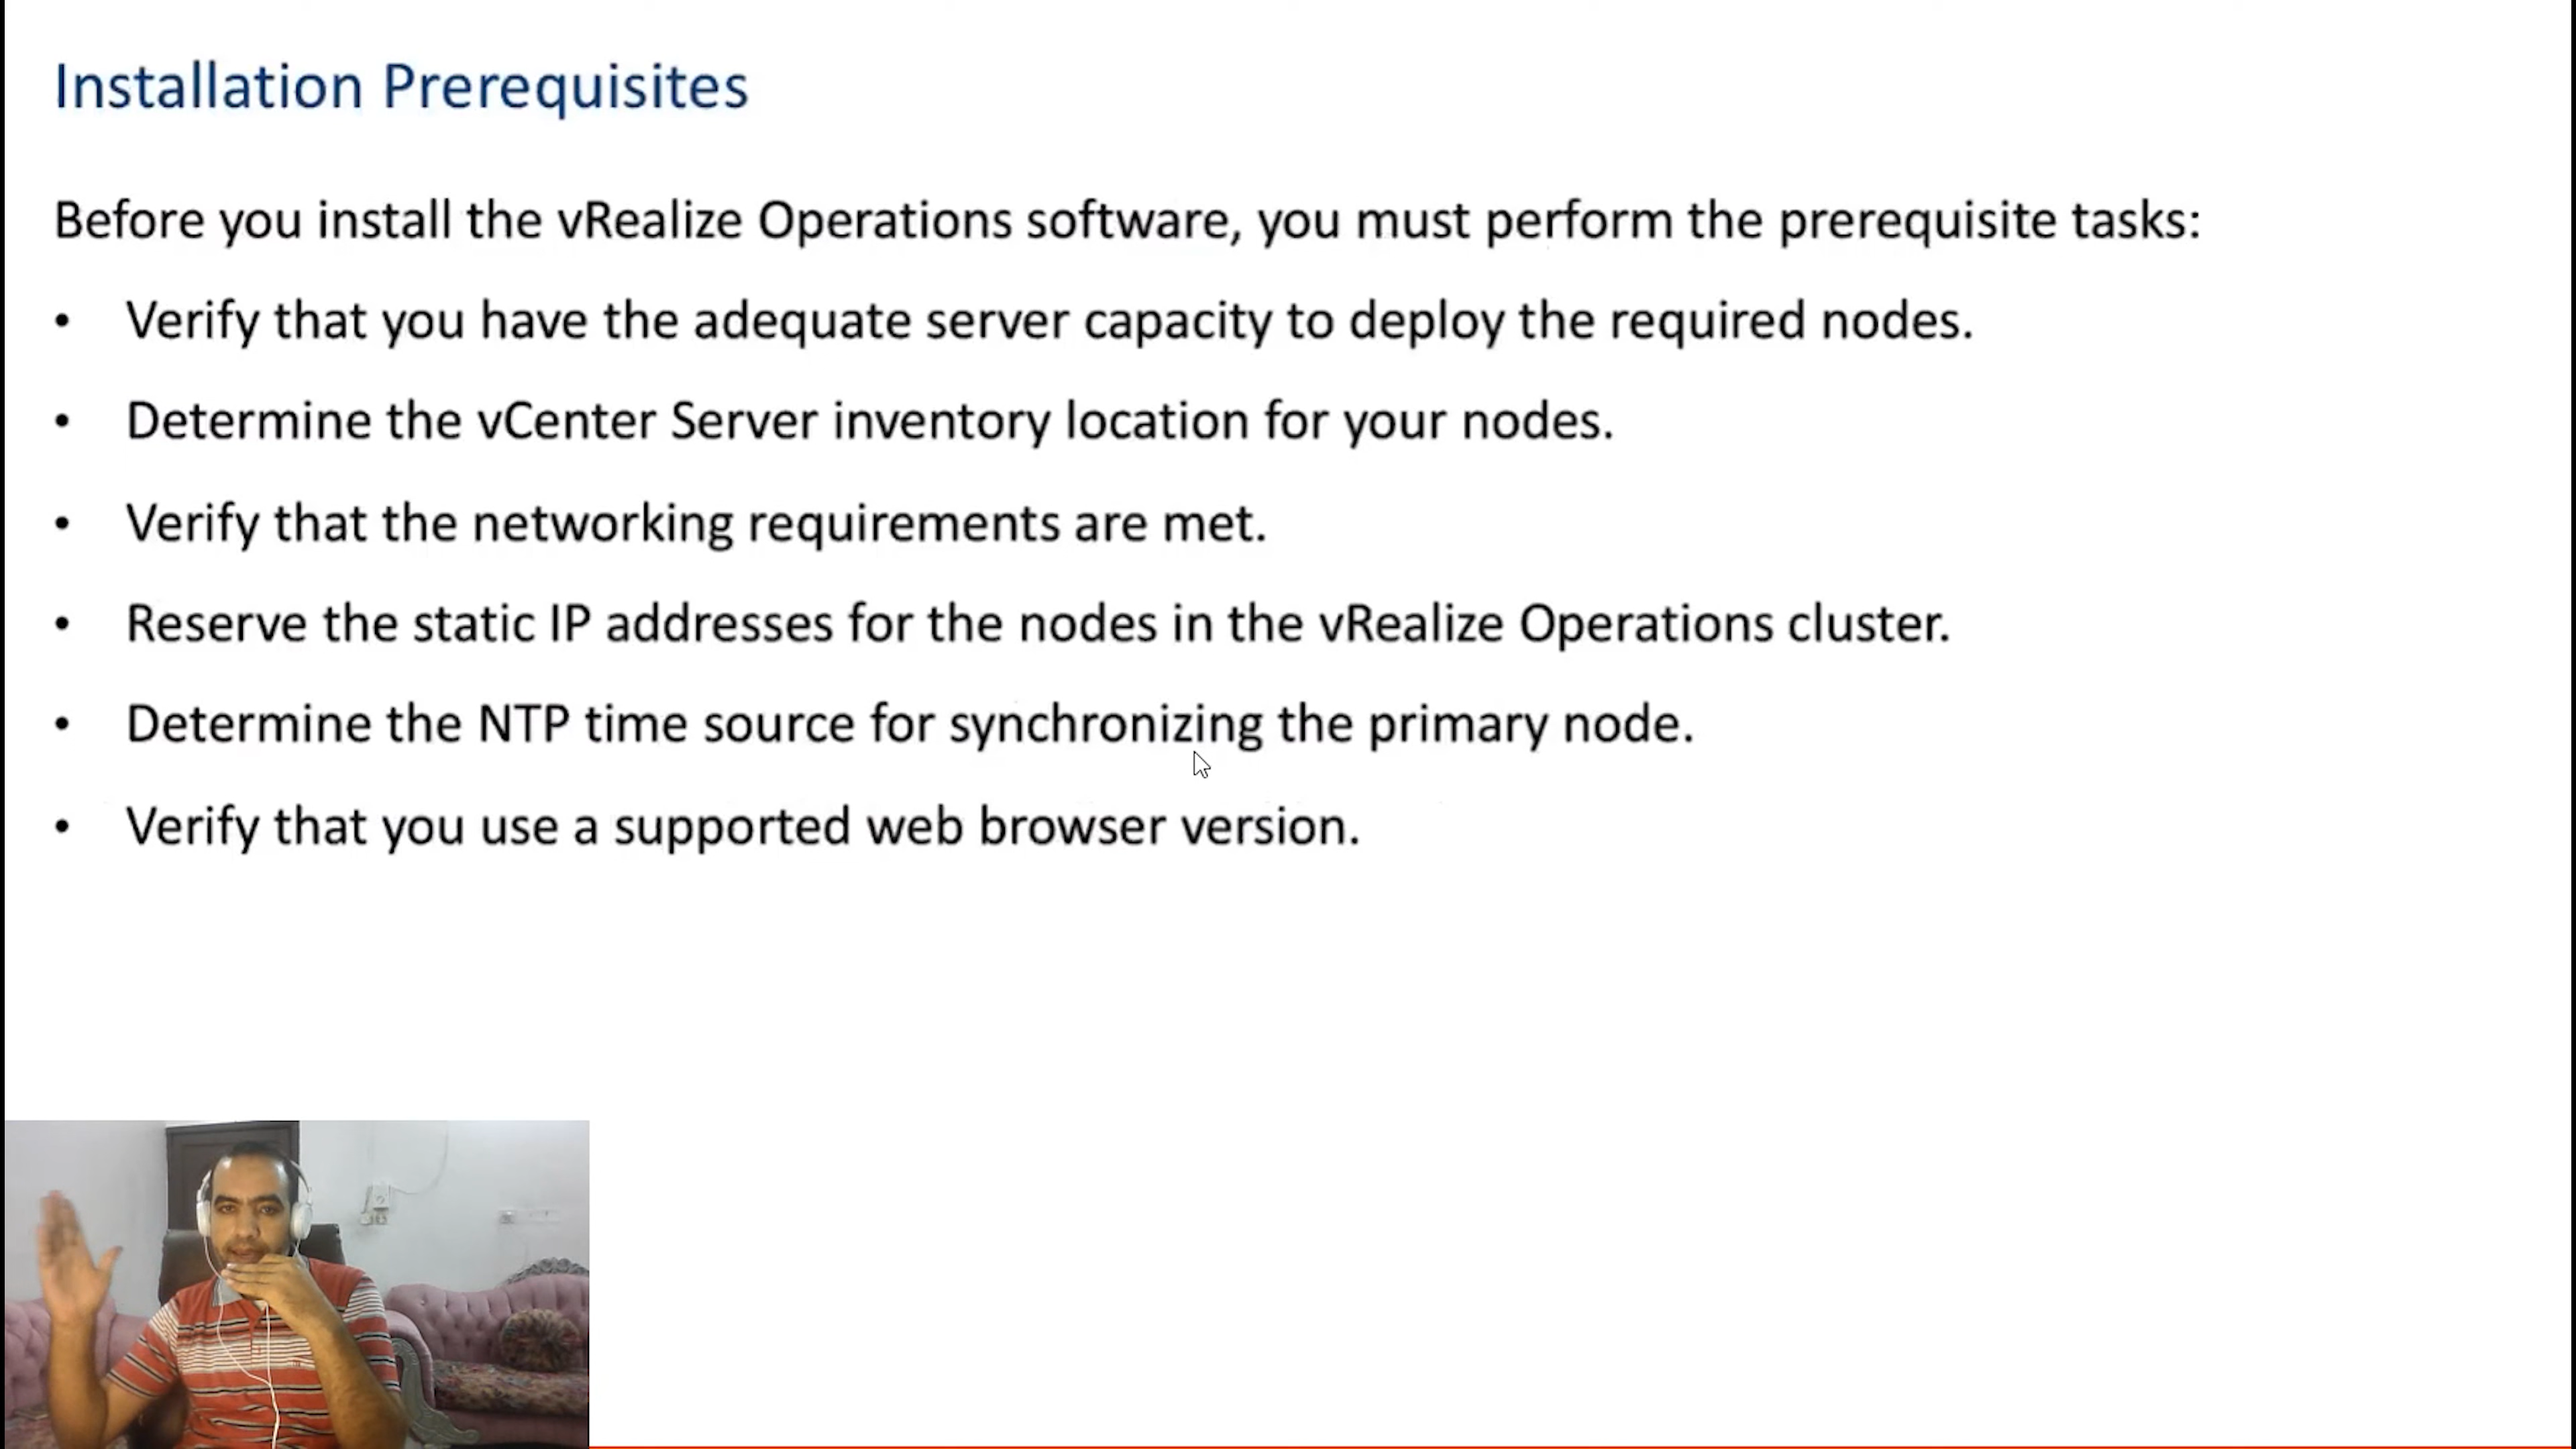 Installation Prerequisites
Before you install the vRealize Operations software, you must perform the prerequisite tasks:
• Verify that you have the adequate server capacity to deploy the required nodes.
• Determine the vCenter Server inventory location for your nodes.
• Verify that the networking requirements are met.
• Reserve the static IP addresses for the nodes in the vRealize Operations cluster.
• Determine the NTP time source for synchronizing the primary node.
• Verify that you use a supported web browser version.